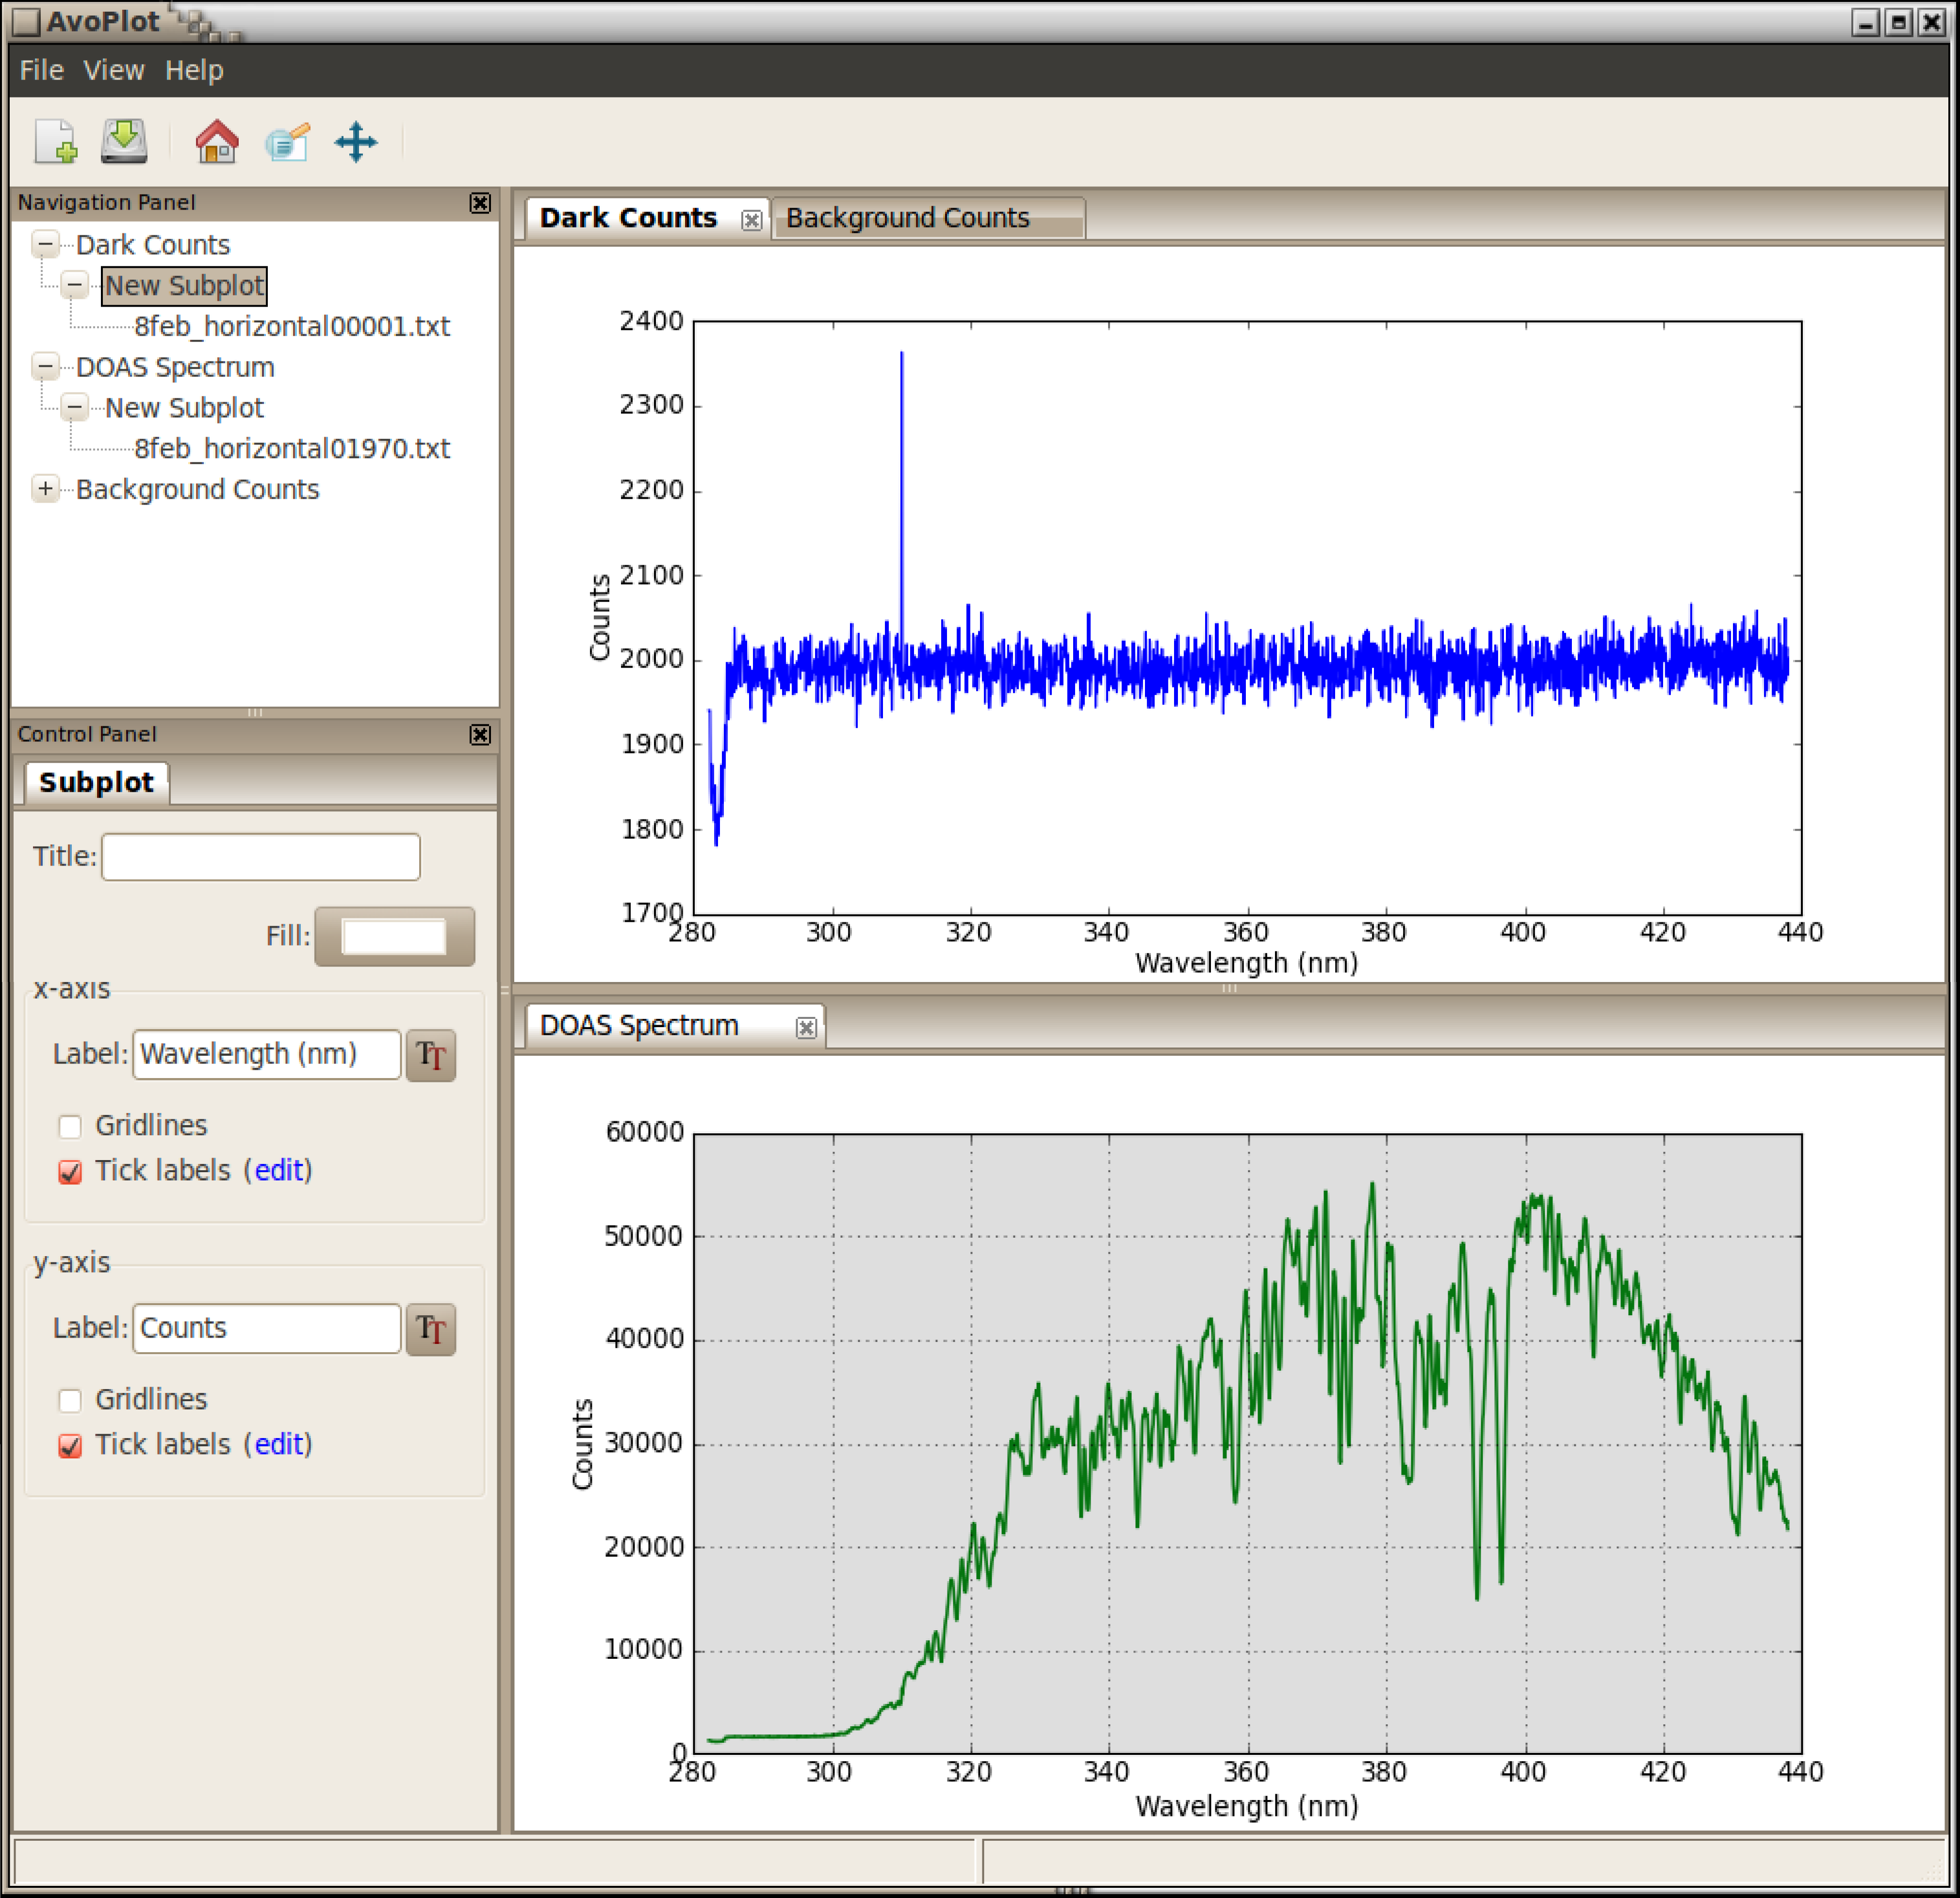 AvoPlot
File View Help
Navigation Panel
Dark Counts
New Subplot
8feb_horizontal00001.txt
DOAS Spectrum
New Subplot
8feb_horizontal01970.txt
Background Counts
Control Panel
Subplot
Title:
Fill:
x-axis
Label: Wavelength (nm) TT
Gridlines
Tick labels (edit)
y-axis
Label: Counts TT
Gridlines
Tick labels (edit)
Dark Counts Background Counts
2400
2300
2200
2100
2000
1900
1800
1700
Counts
280 300 320 340 360 380 400 420 440
Wavelength (nm)
DOAS Spectrum
60000
50000
40000
30000
20000
10000
0
Counts
280 300 320 340 360 380 400 420 440
Wavelength (nm)